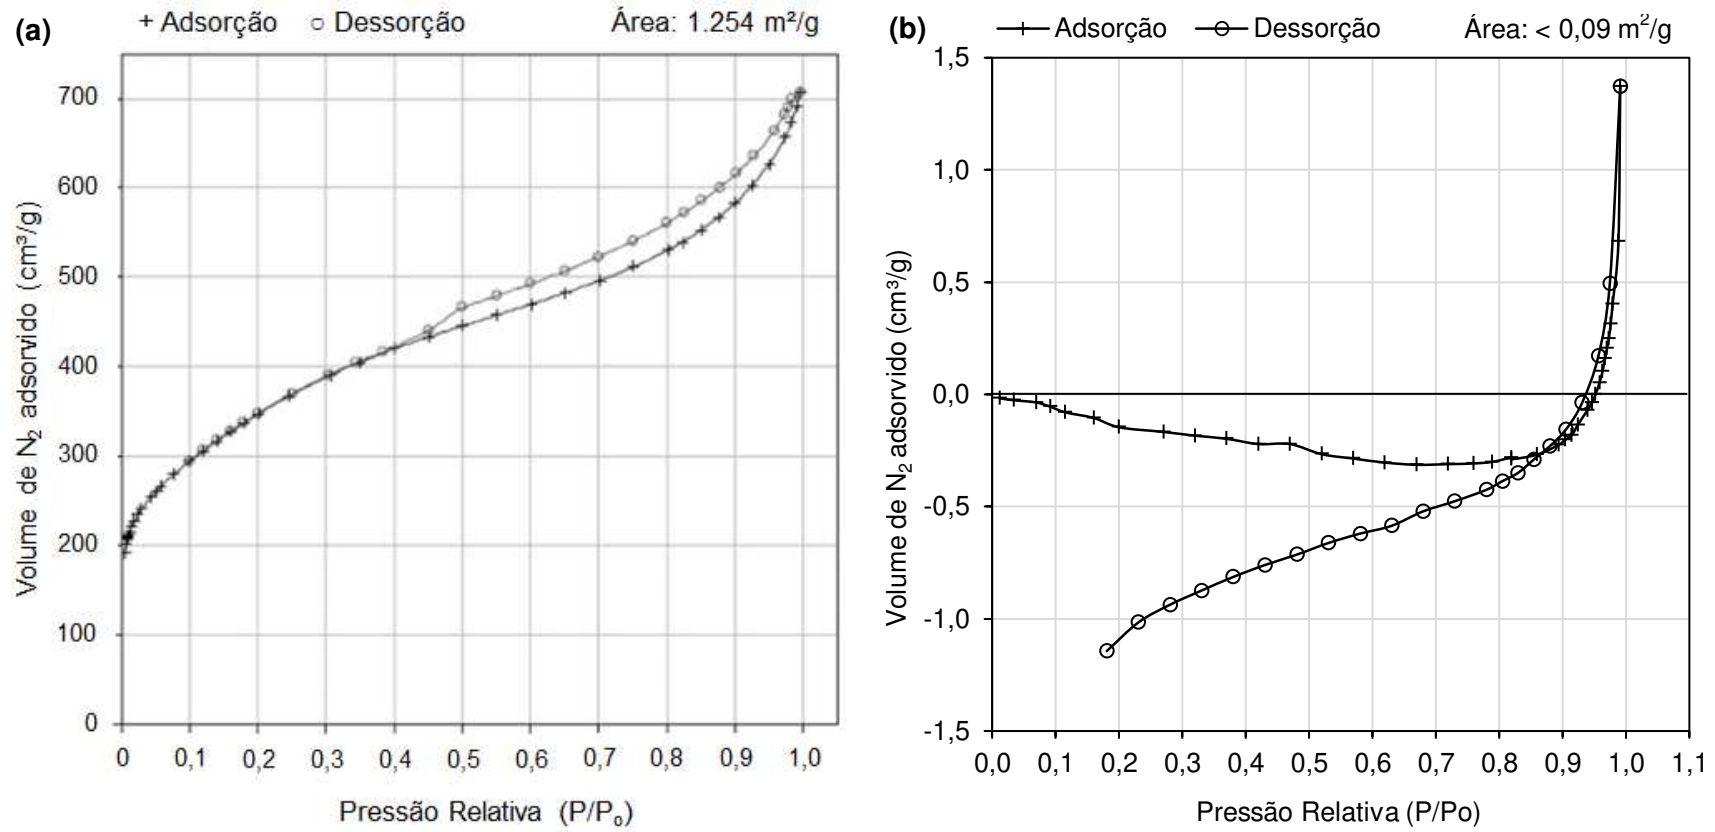 (a)
+ Adsorção ○ Dessorção Área: 1.254 m²/g
Volume de N₂ adsorvido (cm³/g)
700
600
500
400
300
200
100
0
0 0,1 0,2 0,3 0,4 0,5 0,6 0,7 0,8 0,9 1,0
Pressão Relativa (P/Pₒ)
(b)
Adsorção Dessorção Área: < 0,09 m²/g
Volume de N₂ adsorvido (cm³/g)
1,5
1,0
0,5
0,0
-0,5
-1,0
-1,5
0,0 0,1 0,2 0,3 0,4 0,5 0,6 0,7 0,8 0,9 1,0 1,1
Pressão Relativa (P/Po)